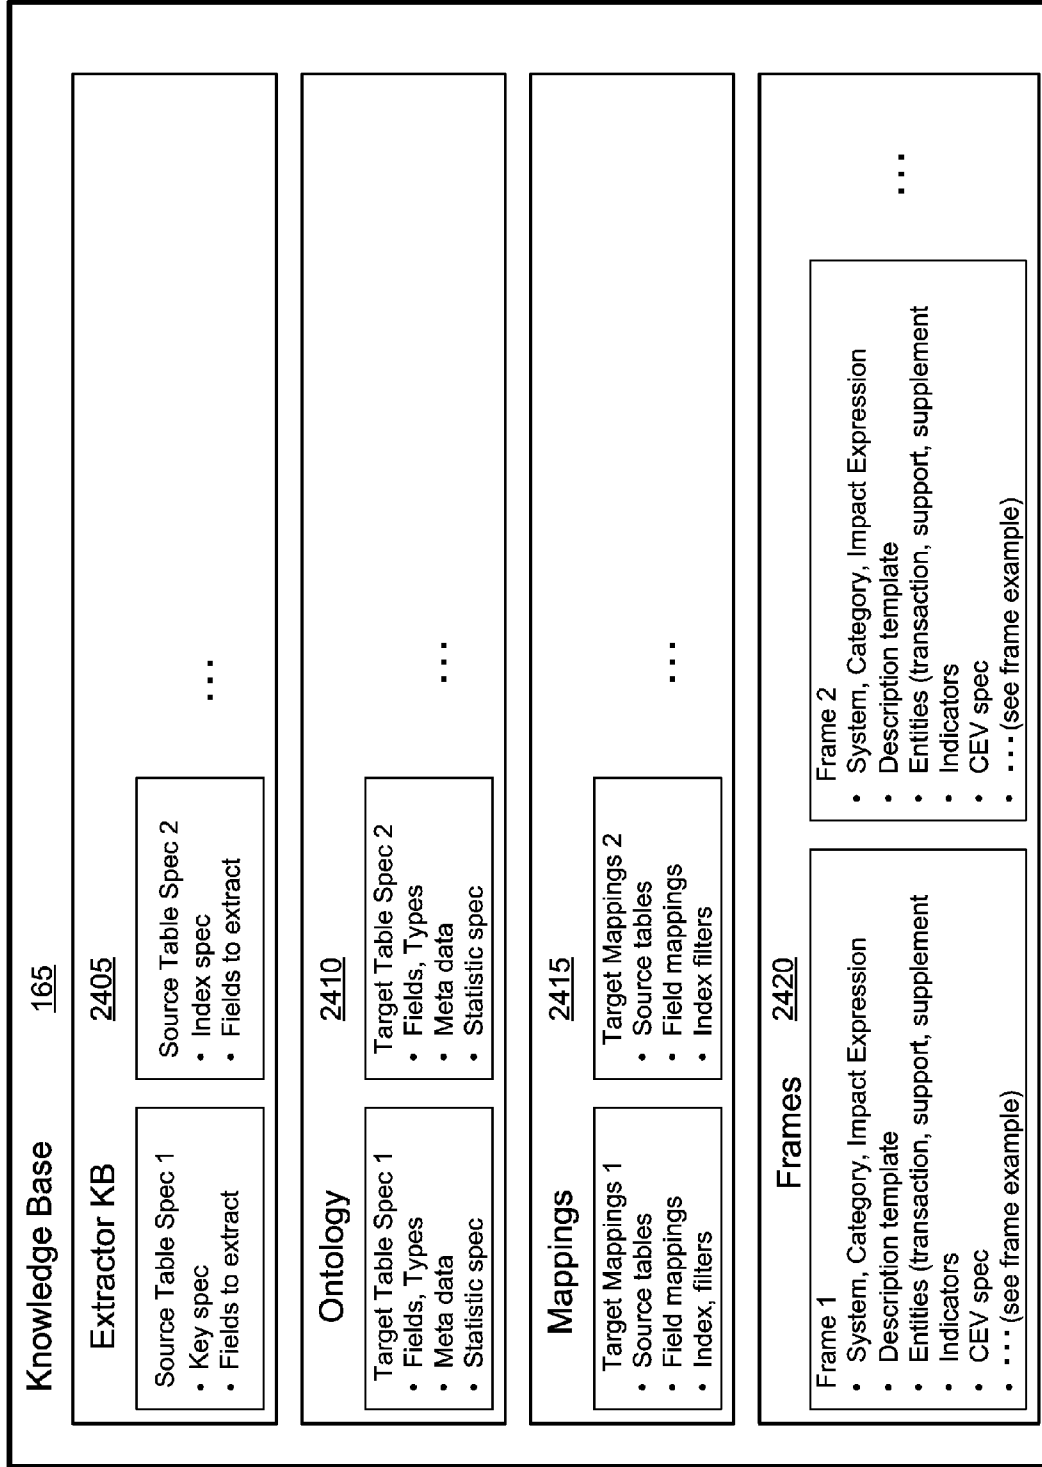 Knowledge Base 165
Extractor KB 2405
Source Table Spec 1
• Key spec
• Fields to extract
Source Table Spec 2
• Index spec
• Fields to extract
...
Ontology 2410
Target Table Spec 1
• Fields, Types
• Meta data
• Statistic spec
Target Table Spec 2
• Fields, Types
• Meta data
• Statistic spec
...
Mappings 2415
Target Mappings 1
• Source tables
• Field mappings
• Index, filters
Target Mappings 2
• Source tables
• Field mappings
• Index filters
...
Frames 2420
Frame 1
• System, Category, Impact Expression
• Description template
• Entities (transaction, support, supplement
• Indicators
• CEV spec
• ... (see frame example)
Frame 2
• System, Category, Impact Expression
• Description template
• Entities (transaction, support, supplement
• Indicators
• CEV spec
• ... (see frame example)
...